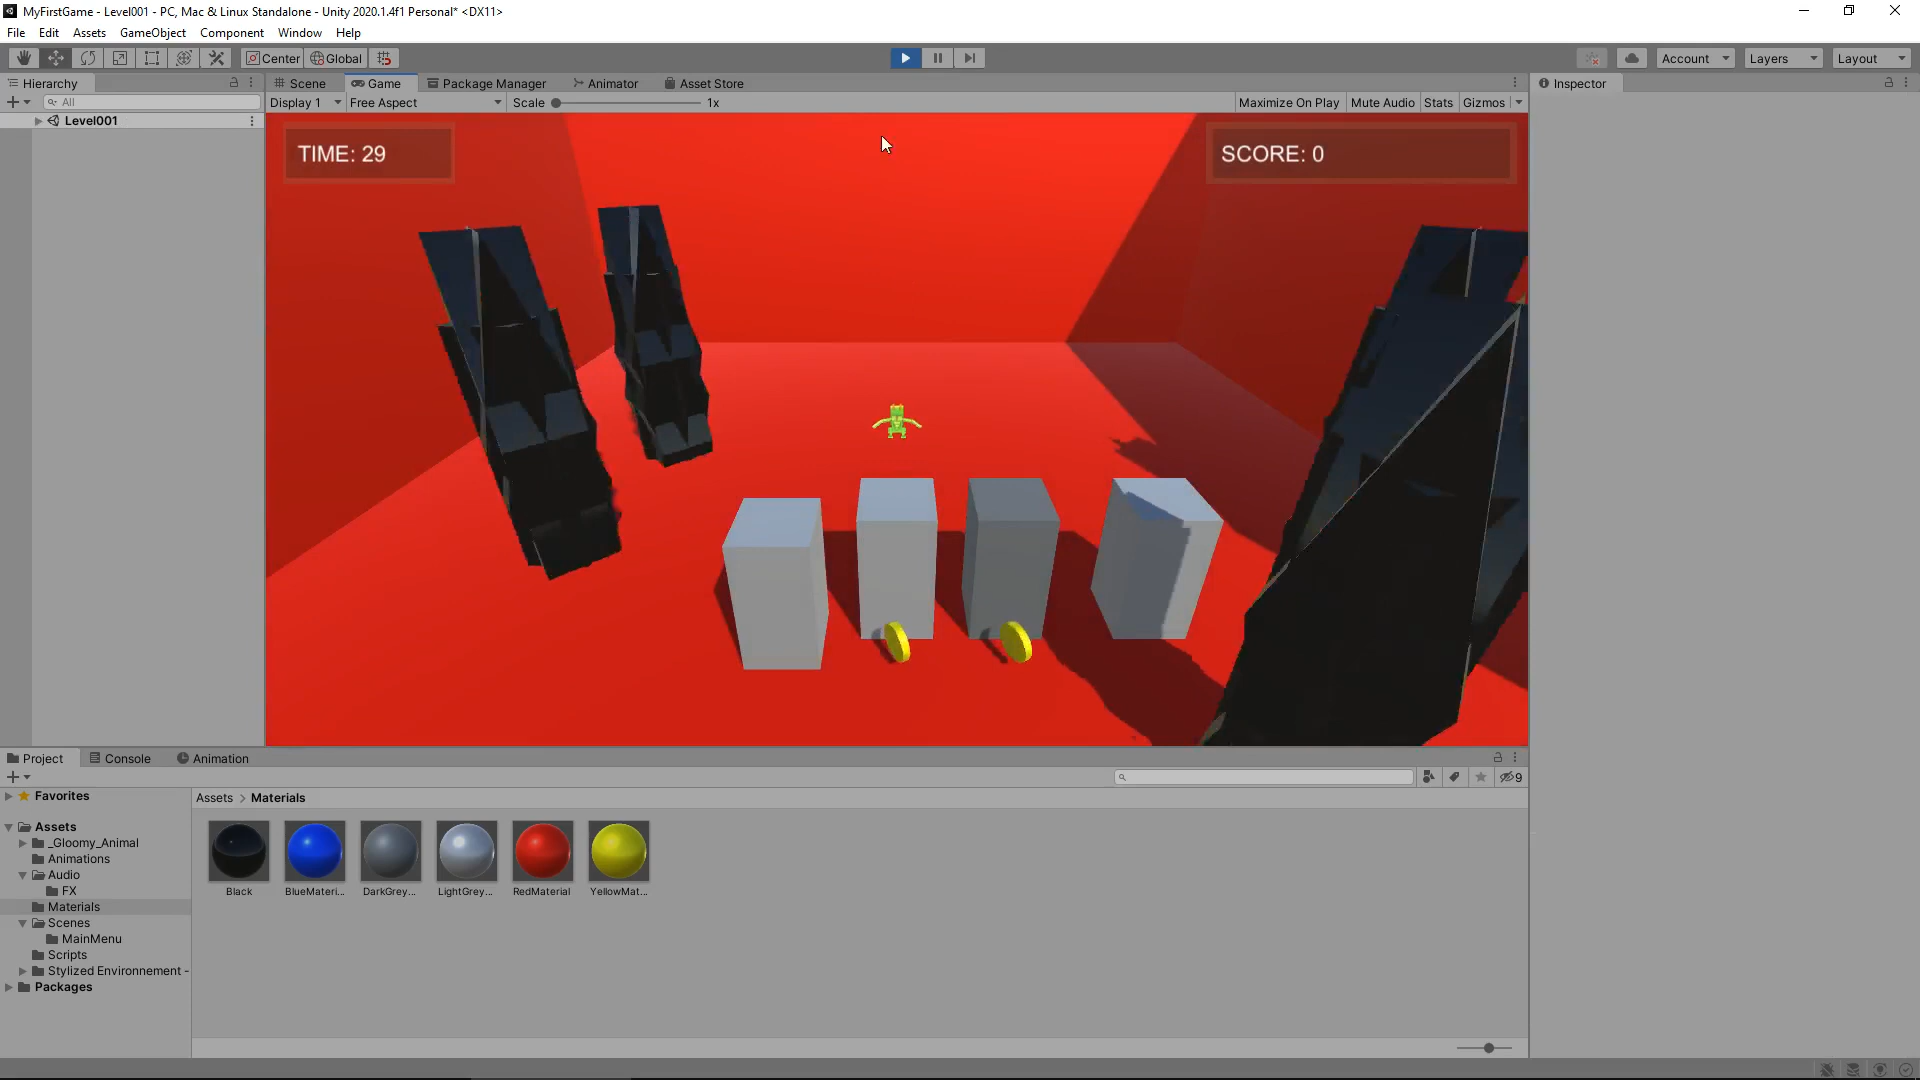 MyFirstGame - Level001 - PC, Mac & Linux Standalone - Unity 2020.1.4f1 Personal* <DX11>
File Edit Assets GameObject Component Window Help
Center Global Account Layers Layout
Hierarchy Scene Game Package Manager Animator Asset Store Inspector
All Display 1 Free Aspect Scale 1x Maximize On Play Mute Audio Stats Gizmos
Level001
TIME: 29 SCORE: 0
Project Console Animation
9
Favorites Assets > Materials
Assets
_Gloomy_Animal
Animations
Audio
FX Black BlueMateri... DarkGrey... LightGrey... RedMaterial YellowMat...
Materials
Scenes
MainMenu
Scripts
Stylized Environnement -
Packages